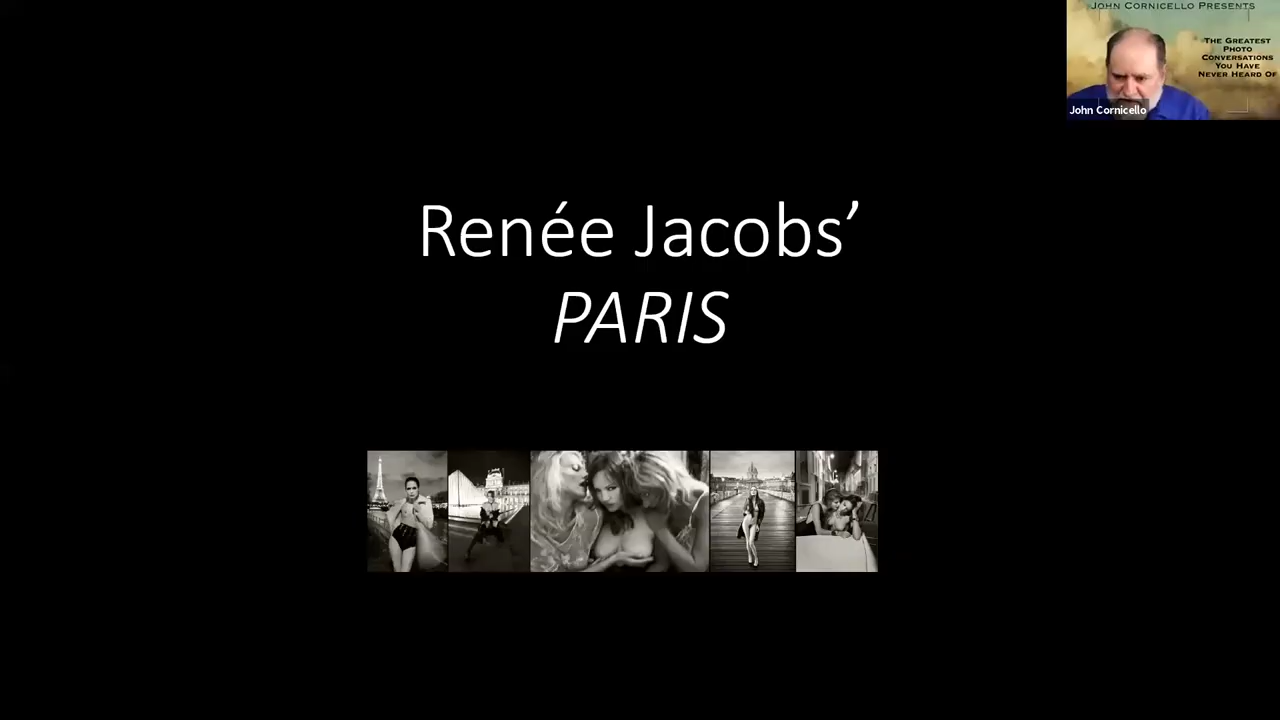 JOHN CORNICELLO PRESENTS
THE GREATEST
PHOTO
CONVERSATIONS
YOU HAVE
NEVER HEARD OF
John Cornicello
Renée Jacobs’
PARIS